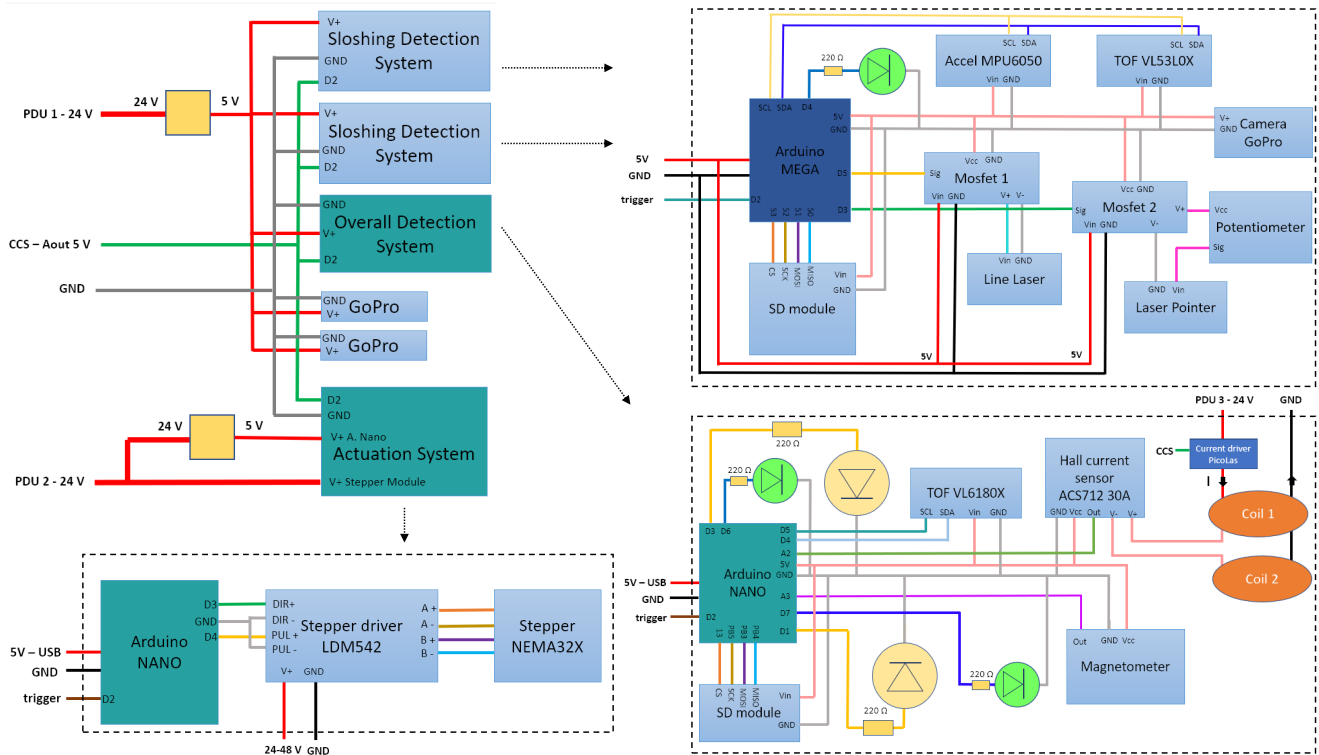 V+
Sloshing Detection
System
GND
D2
PDU 1 - 24 V
24 V
5 V
V+
Sloshing Detection
System
GND
D2
GND
Overall Detection
System
V+
D2
CCS – Aout 5 V
GND
GND
V+
GoPro
GND
V+
GoPro
D2
GND
24 V
5 V
V+ A. Nano
Actuation System
PDU 2 - 24 V
V+ Stepper Module
SCL SDA
Accel MPU6050
Vin GND
SCL SDA
TOF VL53L0X
Vin GND
220 Ω
SCL SDA D4
5V
GND
V+
GND
Camera
GoPro
Arduino
MEGA
5V
GND
trigger
D2
D5
D3
S3
S2
S1
S0
Vcc GND
Sig
Mosfet 1
Vin GND
V+ V-
Vcc GND
Sig
Mosfet 2
V+
V-
Vin GND
Vcc
Potentiometer
Sig
CS
SCK
MOSI
MISO
Vin
GND
SD module
Vin GND
Line Laser
GND Vin
Laser Pointer
5V
5V
D3
GND
D4
Arduino
NANO
5V – USB
GND
trigger
D2
DIR+
DIR -
PUL +
PUL -
Stepper driver
LDM542
V+ GND
A +
A -
B +
B -
Stepper
NEMA32X
24-48 V GND
PDU 3 - 24 V
GND
CCS
Current driver
PicoLas
I
Coil 1
Coil 2
220 Ω
220 Ω
TOF VL6180X
SCL SDA Vin GND
Hall current
sensor
ACS712 30A
GND Vcc Out V- V+
D3 D6
D5
D4
A2
5V
GND
A3
D7
D1
Arduino
NANO
5V – USB
GND
trigger
D2
13
PB5
PB3
PB4
CS
SCK
MOSI
MISO
Vin
GND
SD module
220 Ω
220 Ω
Out GND Vcc
Magnetometer